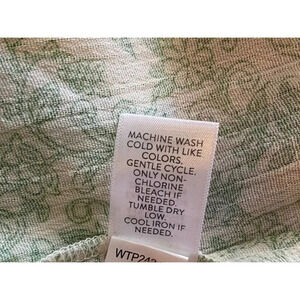 MACHINE WASH
COLD WITH LIKE
COLORS.
GENTLE CYCLE.
ONLY NON-
CHLORINE
BLEACH IF
NEEDED.
TUMBLE DRY
LOW.
COOL IRON IF
NEEDED.